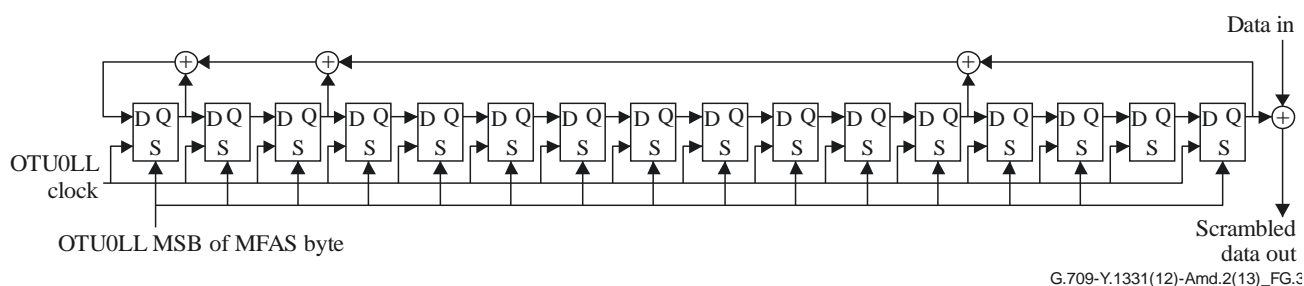 Data in
+ + +
D Q D Q D Q D Q D Q D Q D Q D Q D Q D Q D Q D Q D Q D Q D Q D Q +
S S S S S S S S S S S S S S S S
OTU0LL
clock
OTU0LL MSB of MFAS byte
Scrambled
data out
G.709-Y.1331(12)-Amd.2(13)_FG.3